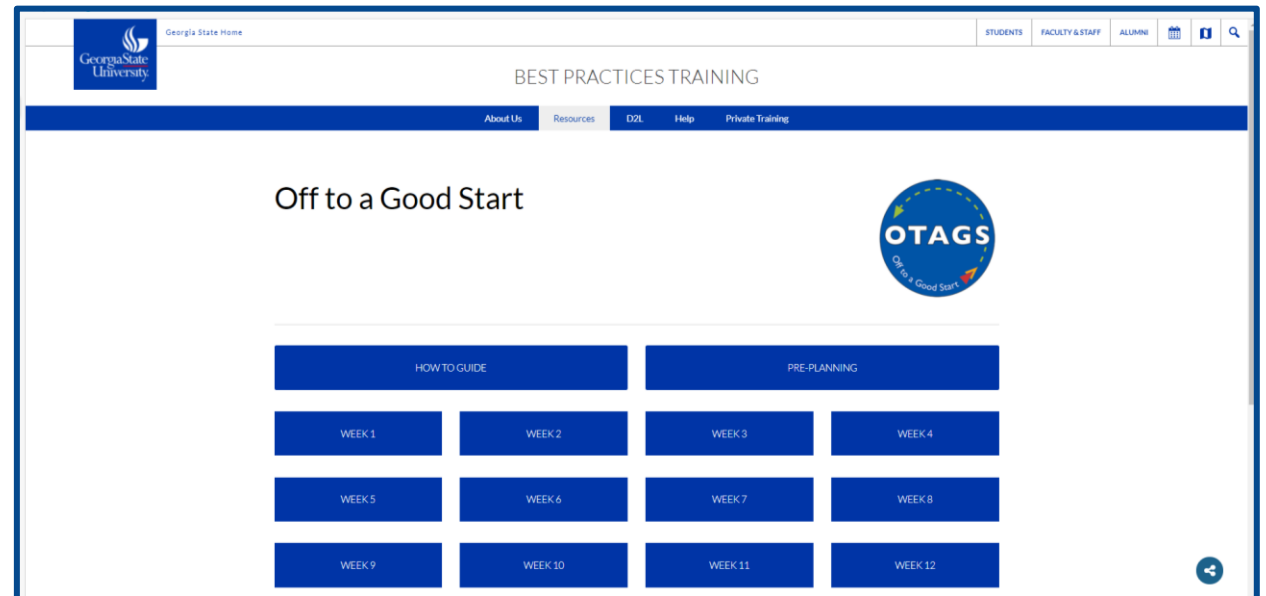 Georgia State Home
STUDENTS FACULTY & STAFF ALUMNI
GeorgiaState
University
BEST PRACTICES TRAINING
About Us Resources D2L Help Private Training
Off to a Good Start
OTAGS
Off to a Good Start
HOW TO GUIDE PRE-PLANNING
WEEK 1 WEEK 2 WEEK 3 WEEK 4
WEEK 5 WEEK 6 WEEK 7 WEEK 8
WEEK 9 WEEK 10 WEEK 11 WEEK 12